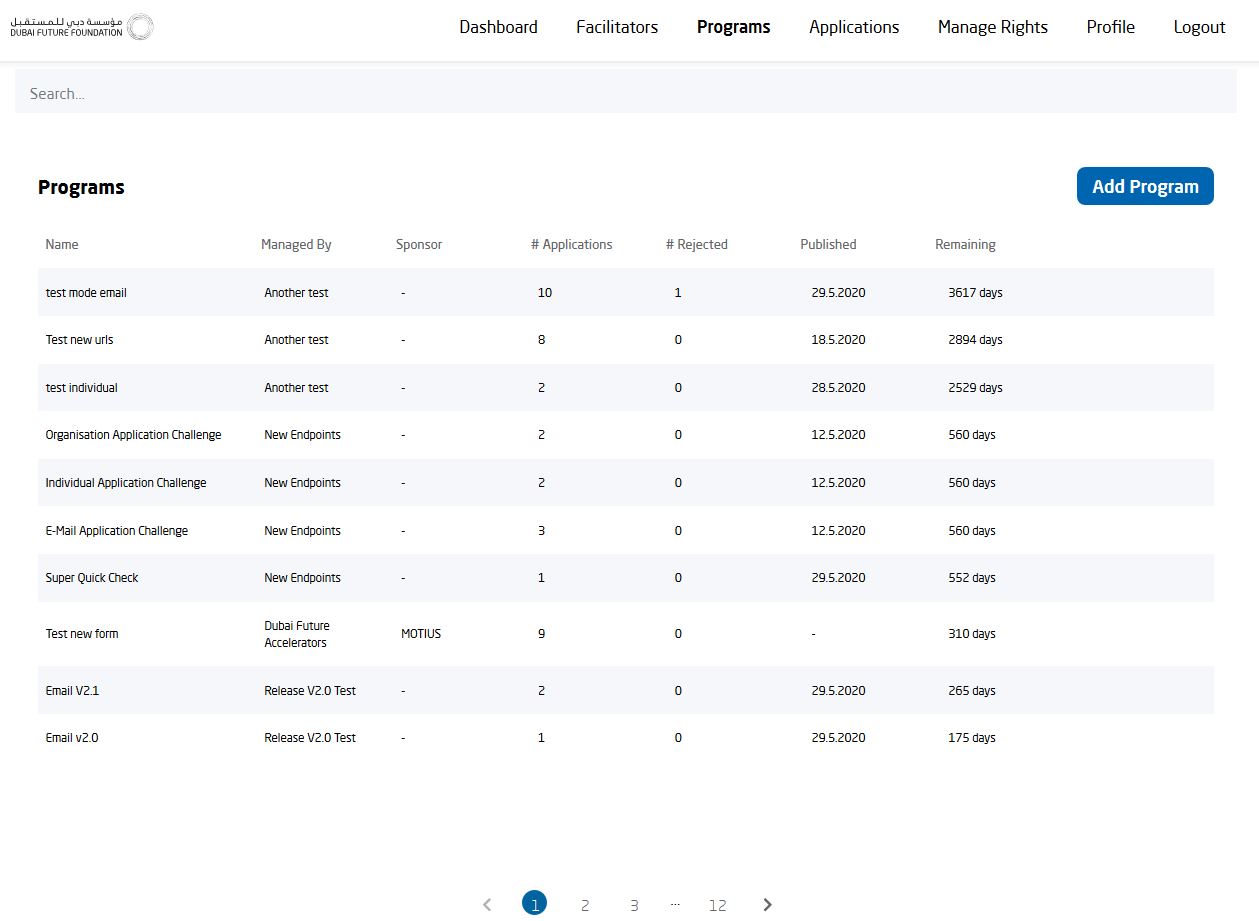 مؤسسة دبي للمستقبل
DUBAI FUTURE FOUNDATION
Dashboard Facilitators Programs Applications Manage Rights Profile Logout
Search...
Programs Add Program
Name Managed By Sponsor # Applications # Rejected Published Remaining
test mode email Another test - 10 1 29.5.2020 3617 days
Test new urls Another test - 8 0 18.5.2020 2894 days
test individual Another test - 2 0 28.5.2020 2529 days
Organisation Application Challenge New Endpoints - 2 0 12.5.2020 560 days
Individual Application Challenge New Endpoints - 2 0 12.5.2020 560 days
E-Mail Application Challenge New Endpoints - 3 0 12.5.2020 560 days
Super Quick Check New Endpoints - 1 0 29.5.2020 552 days
Test new form Dubai Future
Accelerators MOTIUS 9 0 - 310 days
Email V2.1 Release V2.0 Test - 2 0 29.5.2020 265 days
Email v2.0 Release V2.0 Test - 1 0 29.5.2020 175 days
< 1 2 3 ... 12 >